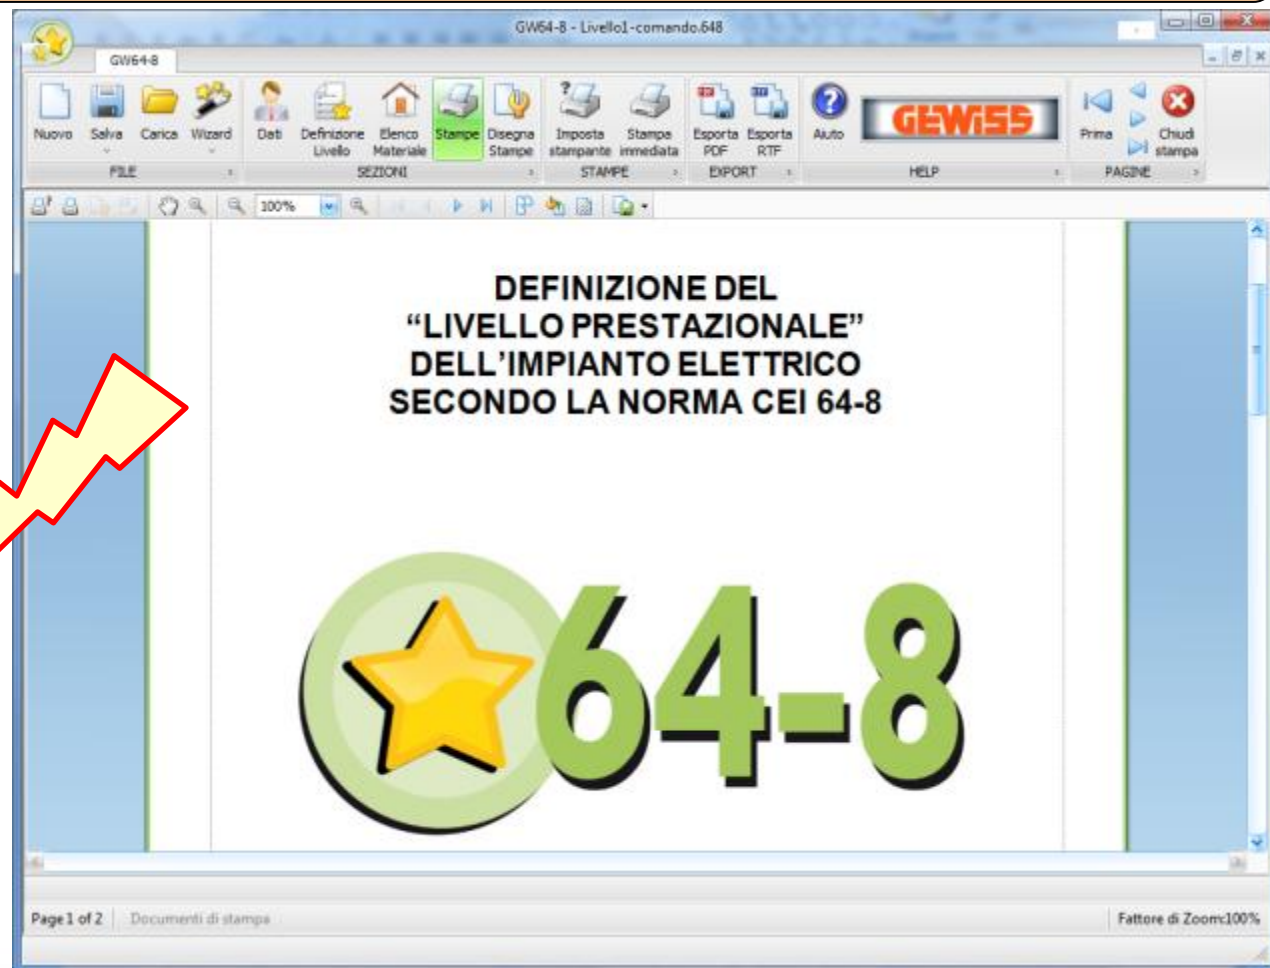 GW64-8 - Livello1-comando.648
GW64-8
Nuovo Salva Carica Wizard Dati Definizione Livello Elenco Materiale Stampe Disegna Stampe Imposta stampante Stampa immediata Esporta PDF Esporta RTF Aiuto GEWISS Prima Chiudi stampa
FILE SEZIONI STAMPE EXPORT HELP PAGINE
100%
DEFINIZIONE DEL
“LIVELLO PRESTAZIONALE”
DELL’IMPIANTO ELETTRICO
SECONDO LA NORMA CEI 64-8
64-8
Page 1 of 2 Documenti di stampa Fattore di Zoom:100%